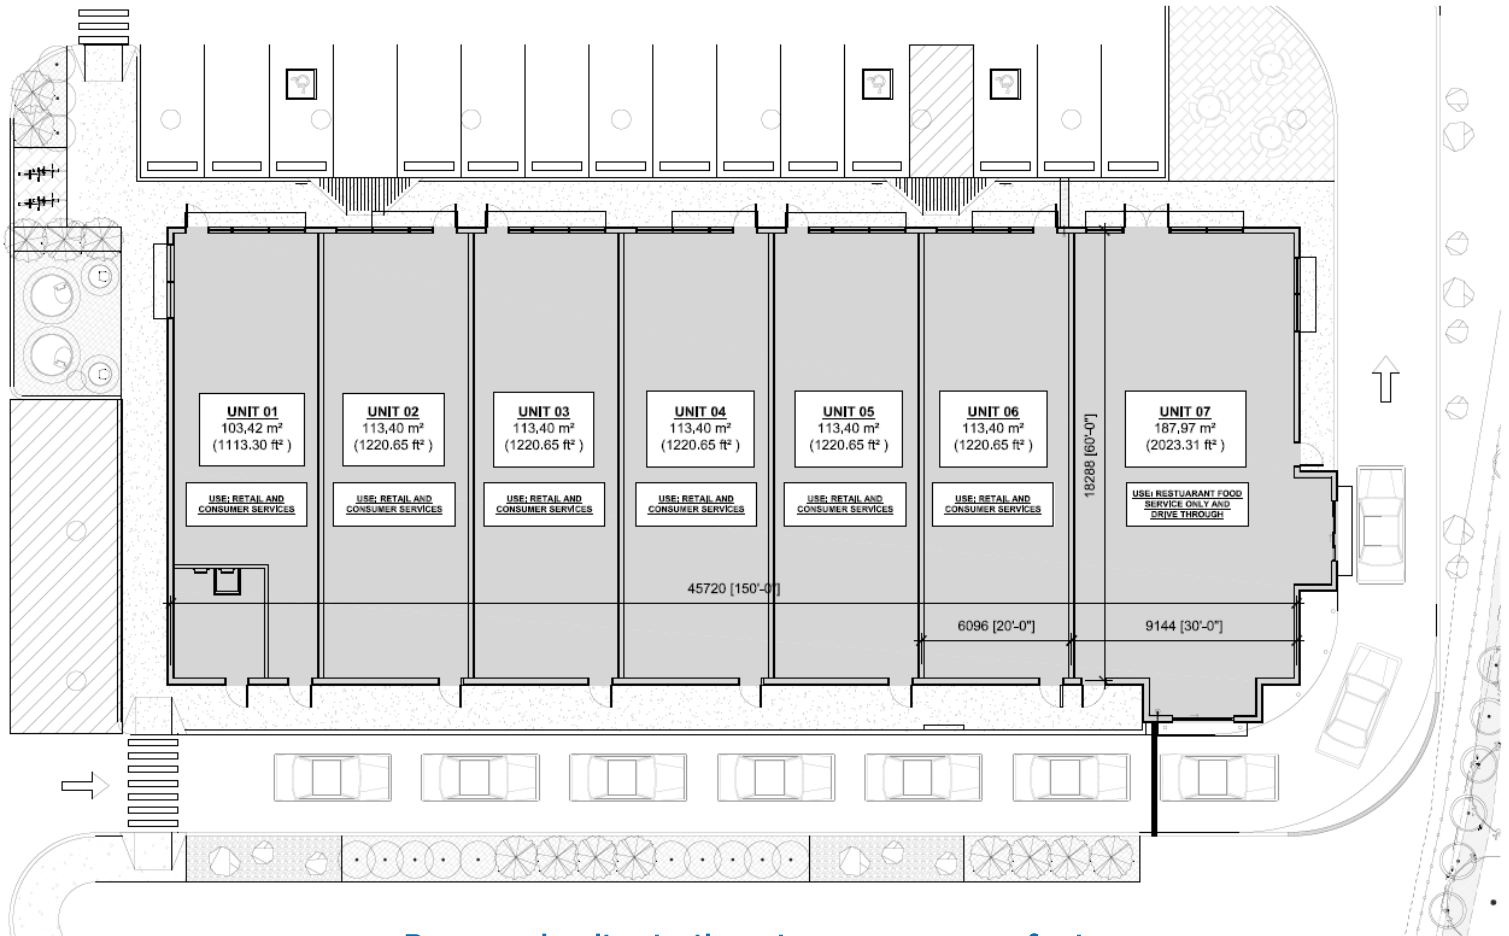 UNIT 01
103,42 m²
(1113.30 ft² )
UNIT 02
113,40 m²
(1220.65 ft² )
UNIT 03
113,40 m²
(1220.65 ft² )
UNIT 04
113,40 m²
(1220.65 ft² )
UNIT 05
113,40 m²
(1220.65 ft² )
UNIT 06
113,40 m²
(1220.65 ft² )
UNIT 07
187,97 m²
(2023.31 ft² )
USE: RETAIL AND
CONSUMER SERVICES
USE: RETAIL AND
CONSUMER SERVICES
USE: RETAIL AND
CONSUMER SERVICES
USE: RETAIL AND
CONSUMER SERVICES
USE: RETAIL AND
CONSUMER SERVICES
USE: RETAIL AND
CONSUMER SERVICES
USE: RESTUARANT FOOD
SERVICE ONLY AND
DRIVE THROUGH
18288 [60'-0"]
45720 [150'-0"]
6096 [20'-0"]
9144 [30'-0"]